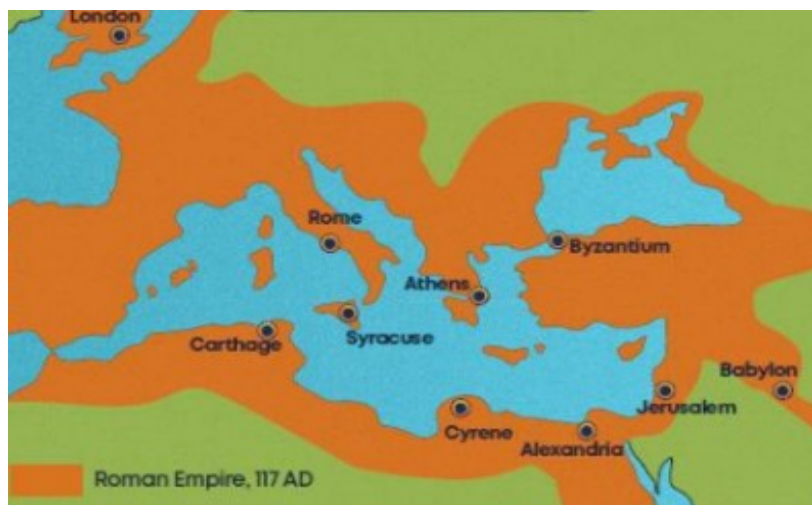 London
Rome
Byzantium
Athens
Carthage
Syracuse
Babylon
Jerusalem
Cyrene
Alexandria
Roman Empire, 117 AD